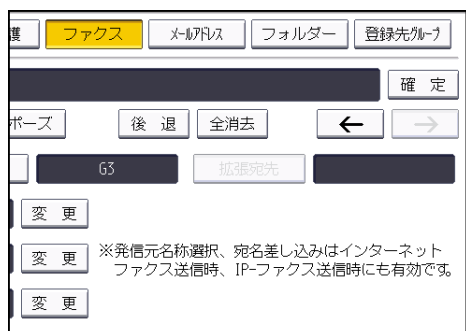 護 ファクス メールアドレス フォルダー 登録先グループ
確 定
ポーズ 後 退 全消去 ← →
G3 拡張宛先
変 更
変 更 ※発信元名称選択、宛名差し込みはインターネット
ファクス送信時、IP-ファクス送信時にも有効です。
変 更